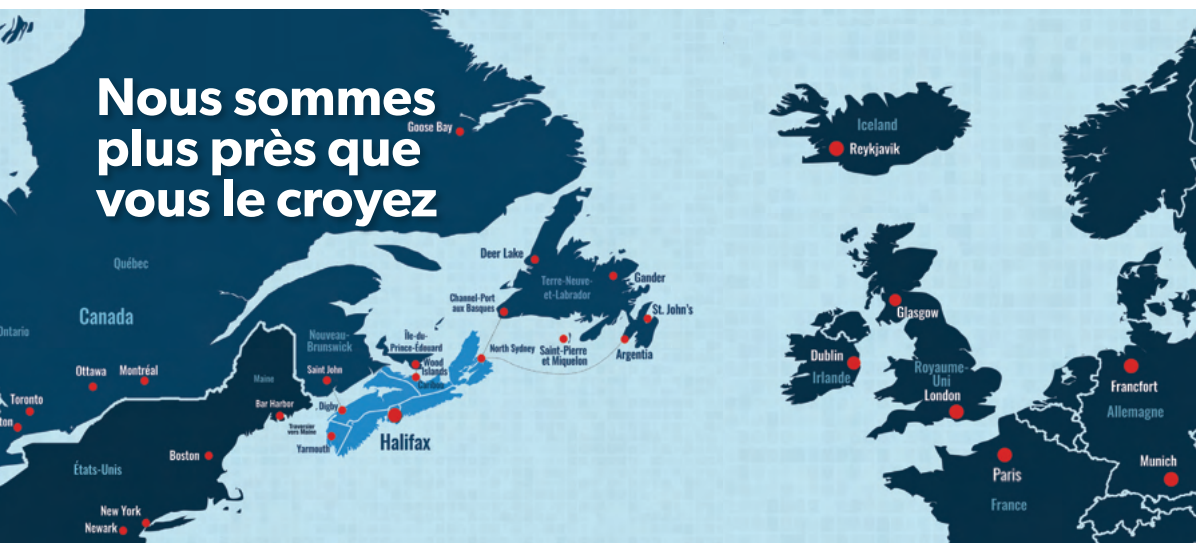 Nous sommes
plus près que
vous le croyez
Goose Bay
Québec
Canada
Ontario
Ottawa
Montréal
Toronto
ton
États-Unis
Boston
New York
Newark
Maine
Bar Harbor
Nouveau-
Brunswick
Saint John
Digby
Traversier
vers Maine
Yarmouth
Halifax
Île-du-
Prince-Édouard
Wood
Islands
Caribou
North Sydney
Channel-Port
aux Basques
Deer Lake
Terre-Neuve-
et-Labrador
Gander
St. John's
Argentia
Saint-Pierre
et Miquelon
Iceland
Reykjavik
Glasgow
Dublin
Irlande
Royaume-
Uni
London
Paris
France
Francfort
Allemagne
Munich